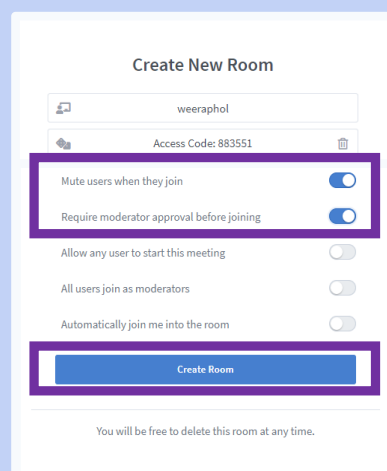 Create New Room
weeraphol
Access Code: 883551
Mute users when they join
Require moderator approval before joining
Allow any user to start this meeting
All users join as moderators
Automatically join me into the room
Create Room
You will be free to delete this room at any time.